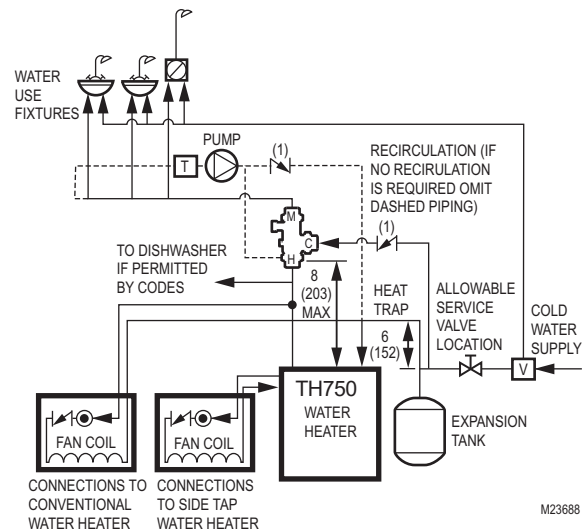 WATER
USE
FIXTURES
PUMP
(1)
T
RECIRCULATION (IF
NO RECIRULATION
IS REQUIRED OMIT
DASHED PIPING)
M
C
H
(1)
TO DISHWASHER
IF PERMITTED
BY CODES
8
(203)
MAX
HEAT
TRAP
6
(152)
ALLOWABLE
SERVICE
VALVE
LOCATION
COLD
WATER
SUPPLY
V
TH750
WATER
HEATER
EXPANSION
TANK
FAN COIL
FAN COIL
CONNECTIONS TO
CONVENTIONAL
WATER HEATER
CONNECTIONS
TO SIDE TAP
WATER HEATER
M23688